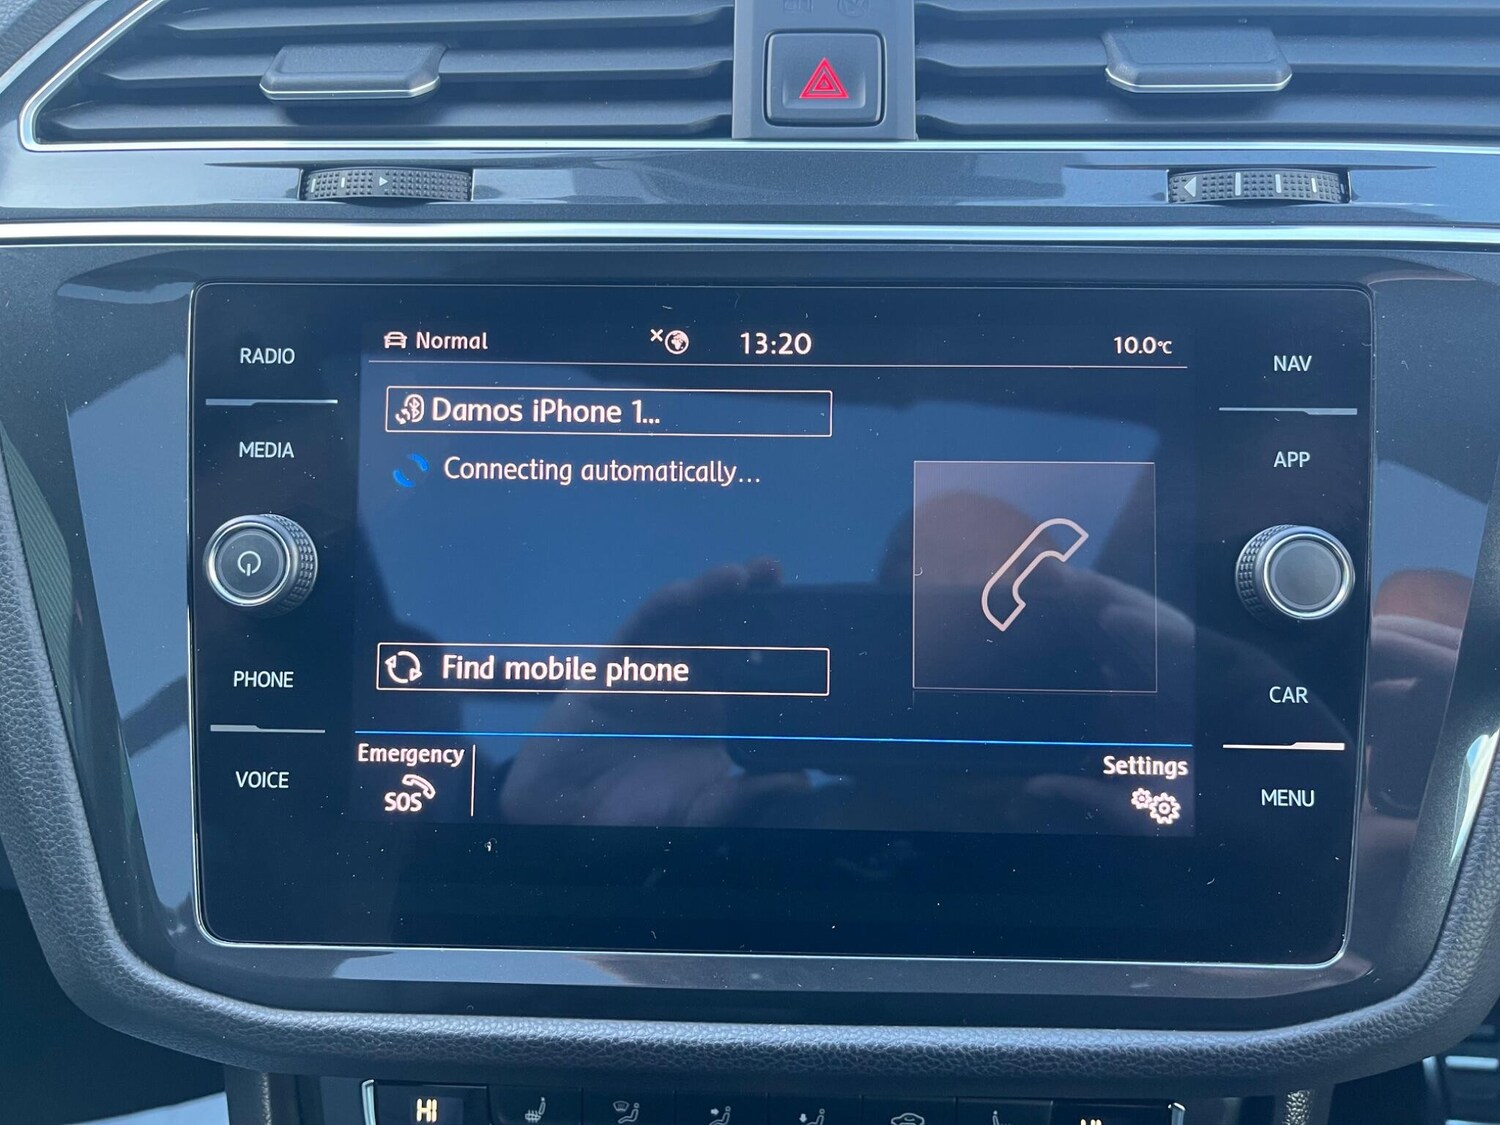 Normal
13:20
10.0°C
RADIO
MEDIA
PHONE
VOICE
Damos iPhone 1...
Connecting automatically...
Find mobile phone
Emergency
SOS
Settings
NAV
APP
CAR
MENU
HI